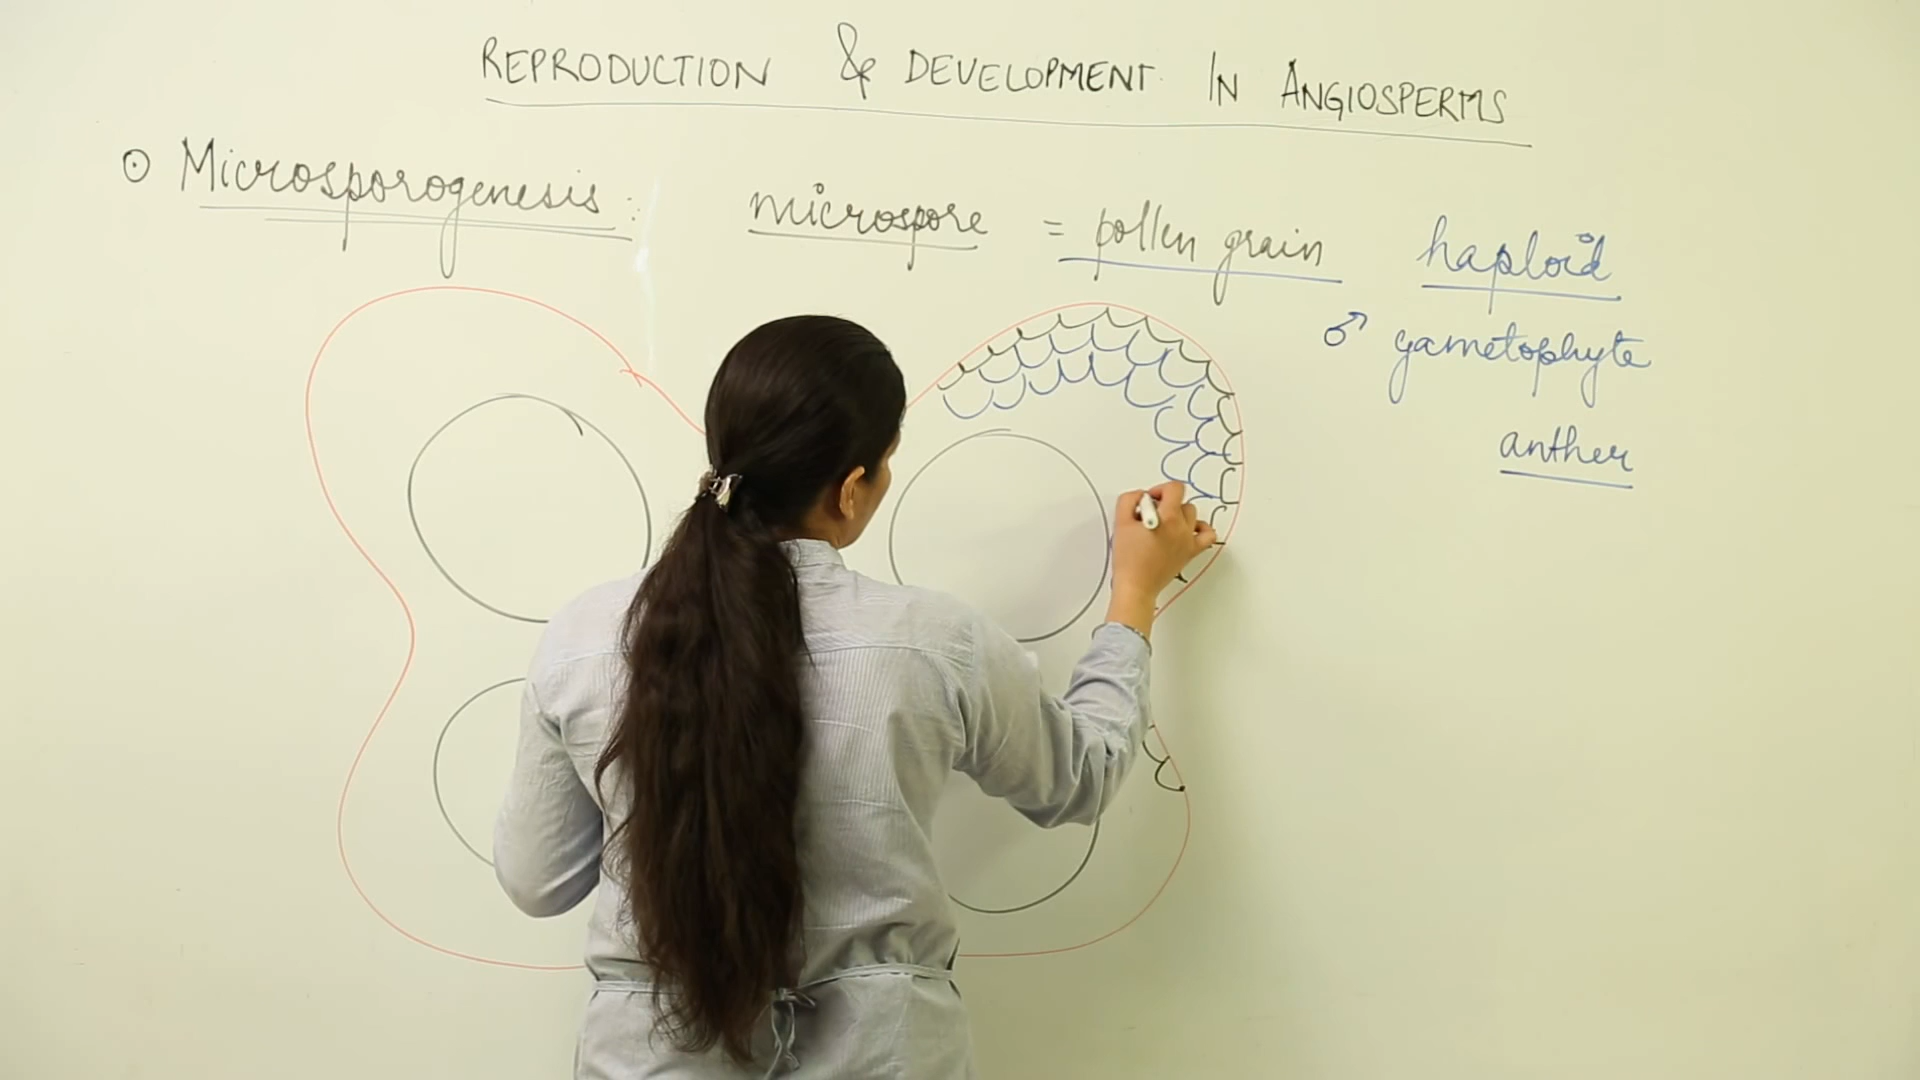 REPRODUCTION & DEVELOPMENT IN ANGIOSPERMS
⊙ Microsporogenesis :
microspore = pollen grain
haploid
♂ gametophyte
anther